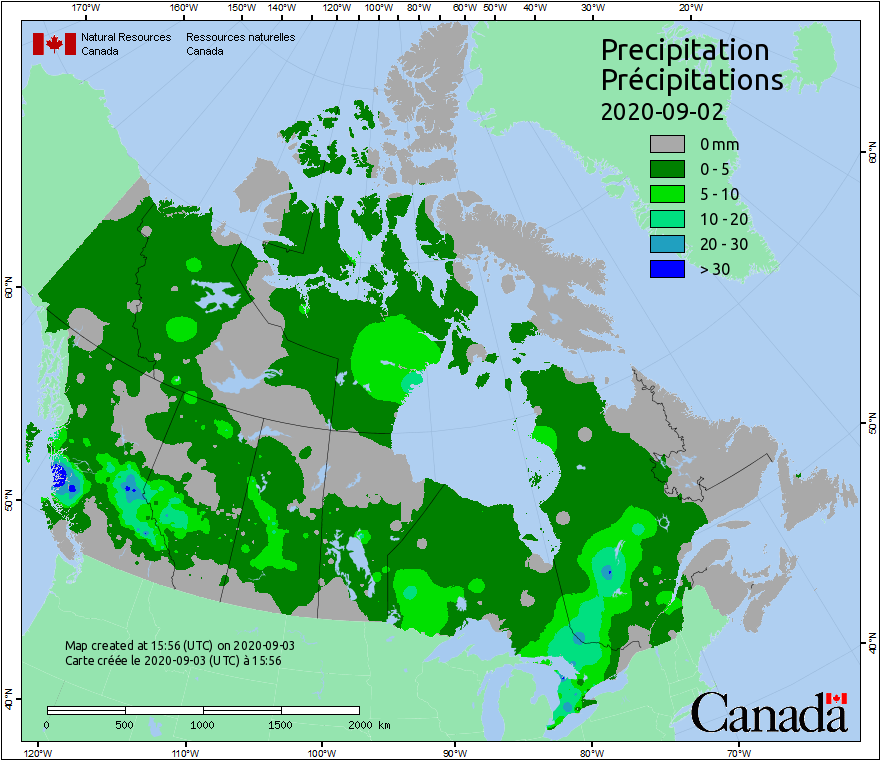 170°W 160°W 150°W 140°W 130°W 120°W 110°W 100°W 90°W 80°W 60°W 50°W 40°W 30°W 20°W
Natural Resources Ressources naturelles
Canada Canada
Precipitation
Précipitations
2020-09-02
0 mm
0 - 5
5 - 10
10 - 20
20 - 30
> 30
60°N 60°N
50°N 50°N
40°N 40°N
Map created at 15:56 (UTC) on 2020-09-03
Carte créée le 2020-09-03 (UTC) à 15:56
0 500 1000 1500 2000 km
Canada
120°W 110°W 100°W 90°W 80°W 70°W